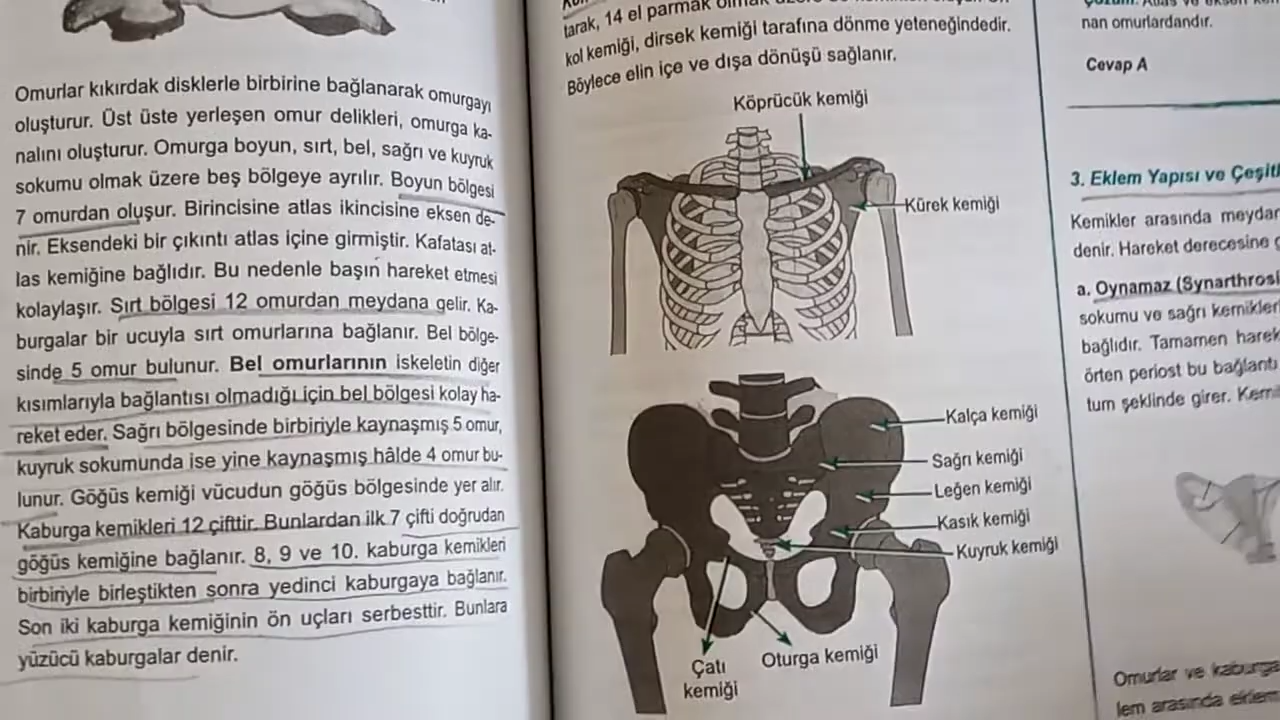 Omurlar kıkırdak disklerle birbirine bağlanarak omurgayı
oluşturur. Üst üste yerleşen omur delikleri, omurga ka-
nalını oluşturur. Omurga boyun, sırt, bel, sağrı ve kuyruk
sokumu olmak üzere beş bölgeye ayrılır. Boyun bölgesi
7 omurdan oluşur. Birincisine atlas ikincisine eksen de-
nir. Eksendeki bir çıkıntı atlas içine girmiştir. Kafatası at-
las kemiğine bağlıdır. Bu nedenle başın hareket etmesi
kolaylaşır. Sırt bölgesi 12 omurdan meydana gelir. Ka-
burgalar bir ucuyla sırt omurlarına bağlanır. Bel bölge-
sinde 5 omur bulunur. Bel omurlarının iskeletin diğer
kısımlarıyla bağlantısı olmadığı için bel bölgesi kolay ha-
reket eder. Sağrı bölgesinde birbiriyle kaynaşmış 5 omur,
kuyruk sokumunda ise yine kaynaşmış hâlde 4 omur bu-
lunur. Göğüs kemiği vücudun göğüs bölgesinde yer alır.
Kaburga kemikleri 12 çifttir. Bunlardan ilk 7 çifti doğrudan
göğüs kemiğine bağlanır. 8, 9 ve 10. kaburga kemikleri
birbiriyle birleştikten sonra yedinci kaburgaya bağlanır.
Son iki kaburga kemiğinin ön uçları serbesttir. Bunlara
yüzücü kaburgalar denir.
tarak, 14 el parmak
kol kemiği, dirsek kemiği tarafına dönme yeteneğindedir.
Böylece elin içe ve dışa dönüşü sağlanır.
Köprücük kemiği
Kürek kemiği
Kalça kemiği
Sağrı kemiği
Leğen kemiği
Kasık kemiği
Kuyruk kemiği
Çatı
kemiği
Oturga kemiği
nan omurlardandır.
Cevap A
3. Eklem Yapısı ve Çeşitl
Kemikler arasında meydan
denir. Hareket derecesine
a. Oynamaz (Synarthrosi
sokumu ve sağrı kemikler
bağlıdır. Tamamen harek
örten periost bu bağlantı
tum şeklinde girer. Kemi
Omurlar ve kaburga
lem arasında eklem